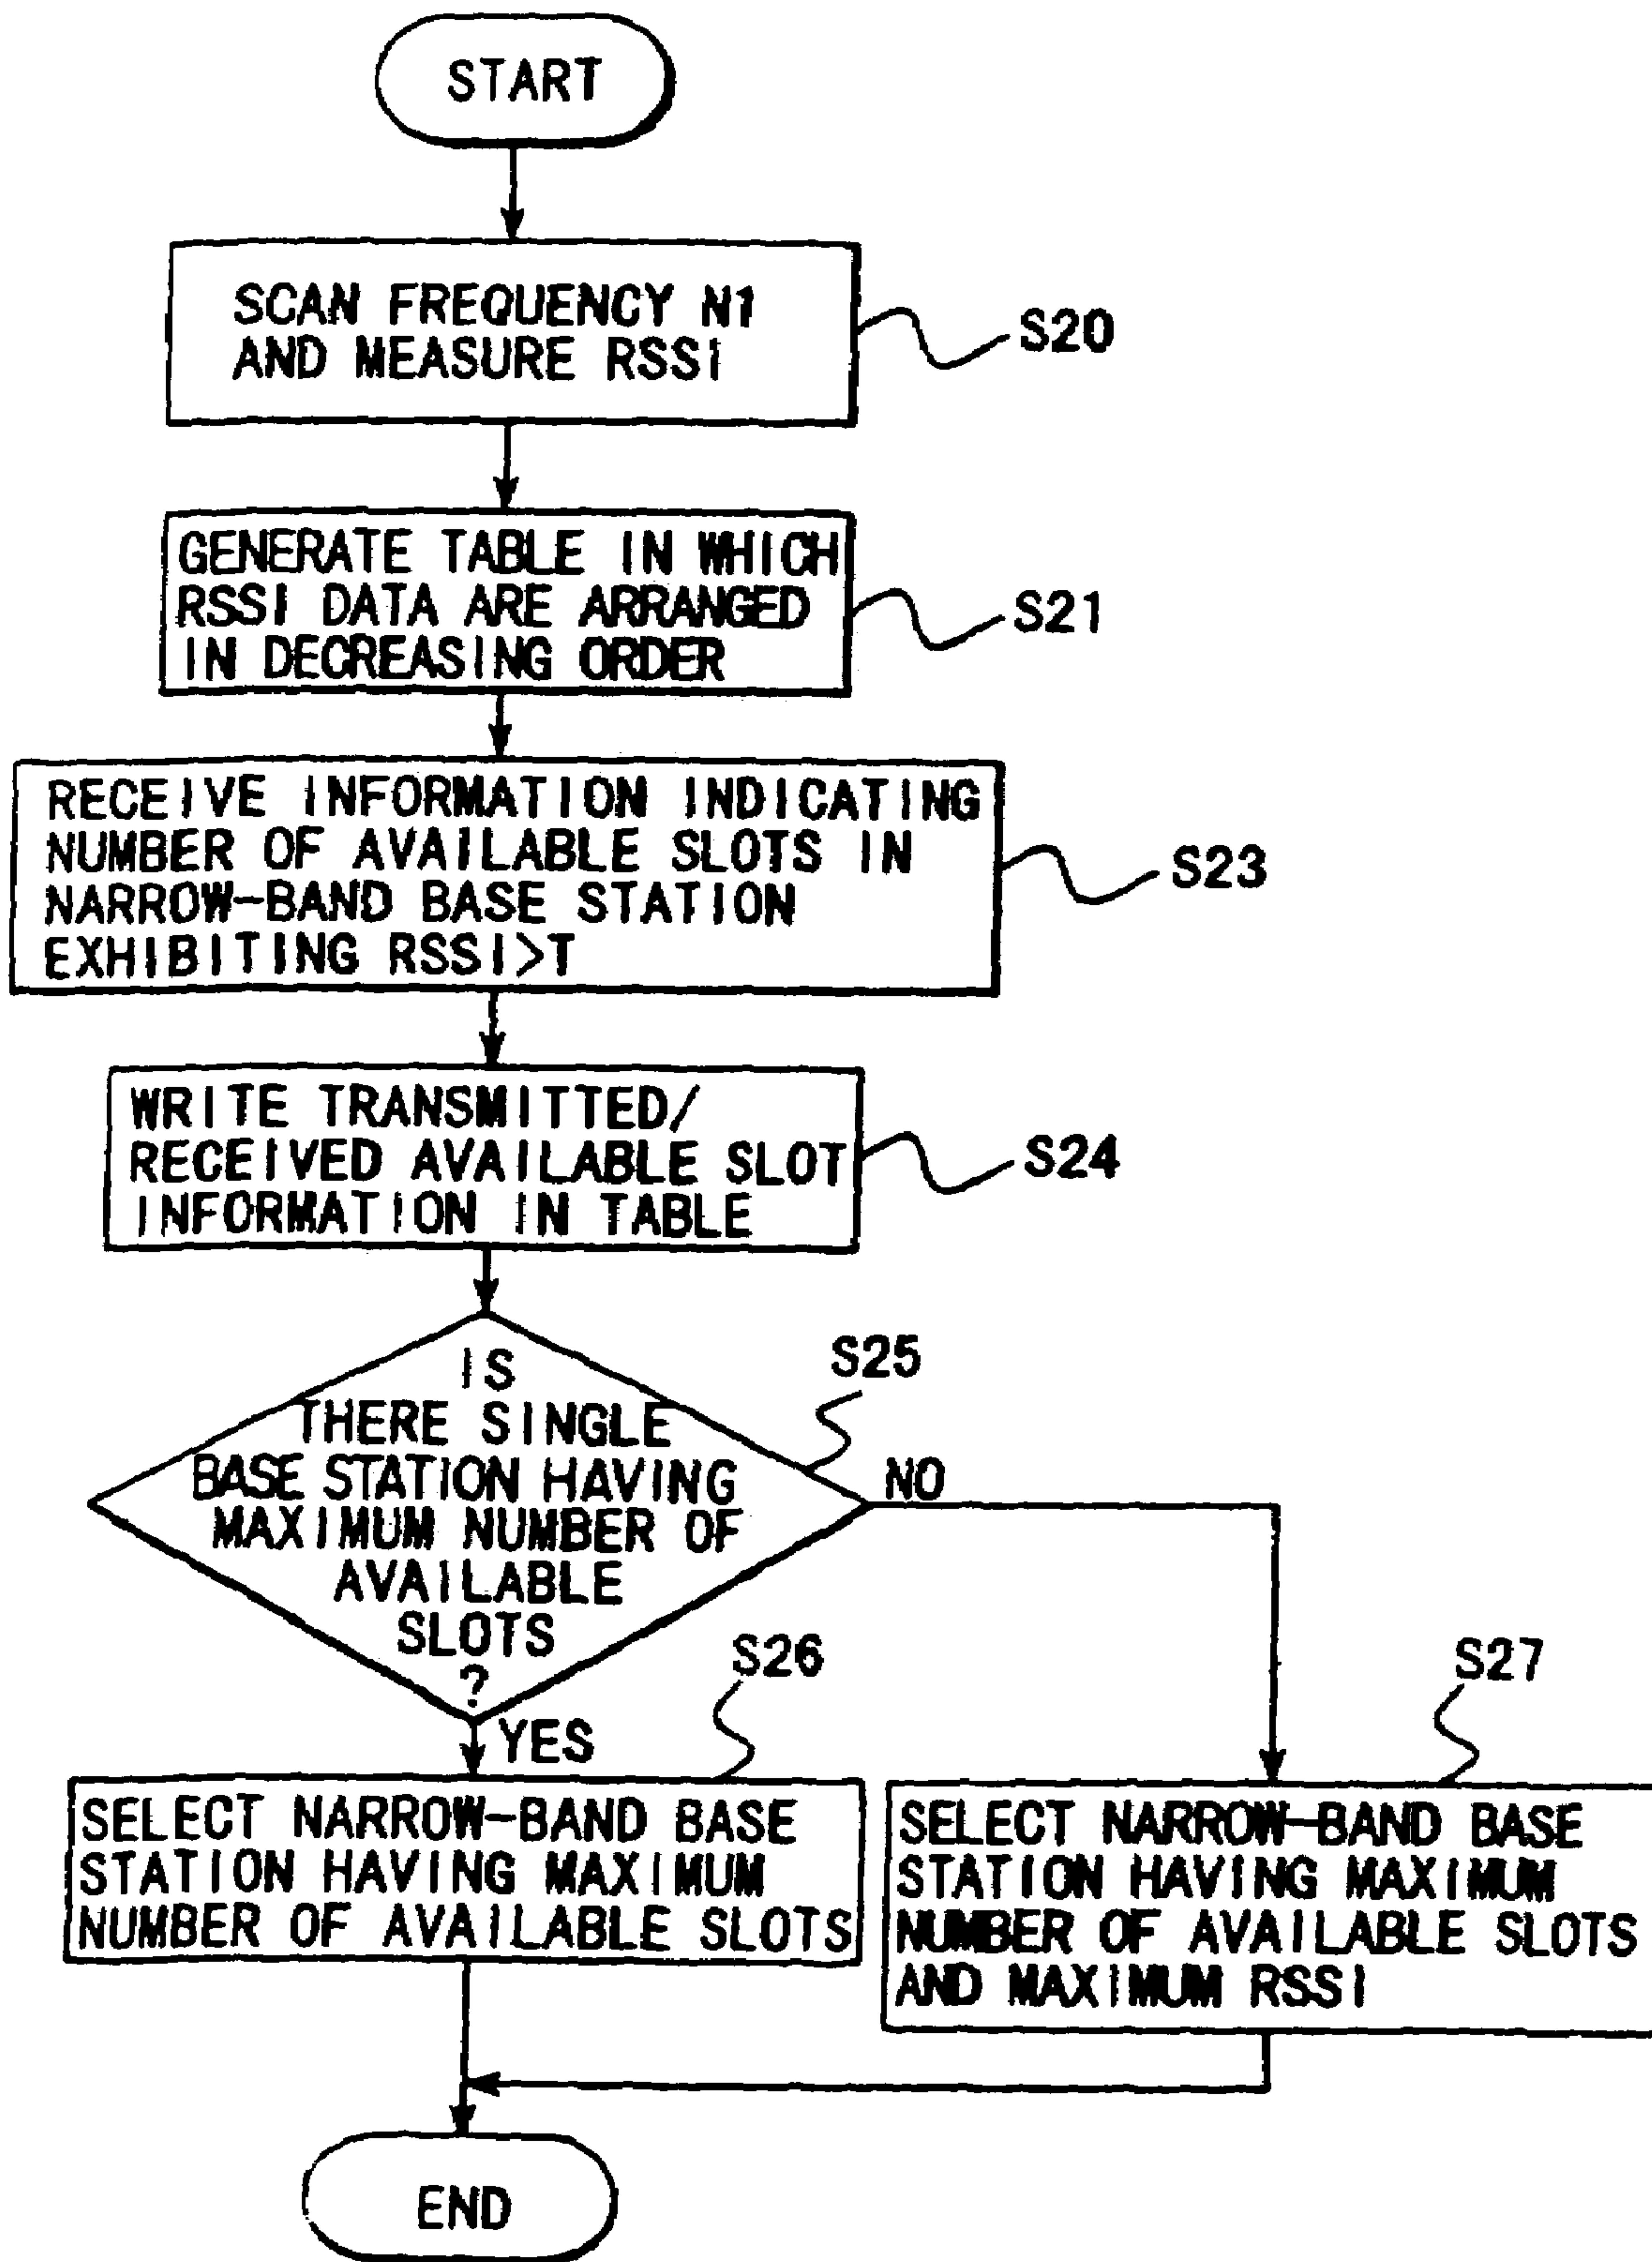 START
SCAN FREQUENCY N1
AND MEASURE RSSI
S20
GENERATE TABLE IN WHICH
RSSI DATA ARE ARRANGED
IN DECREASING ORDER
S21
RECEIVE INFORMATION INDICATING
NUMBER OF AVAILABLE SLOTS IN
NARROW-BAND BASE STATION
EXHIBITING RSSI>T
S23
WRITE TRANSMITTED/
RECEIVED AVAILABLE SLOT
INFORMATION IN TABLE
S24
IS
THERE SINGLE
BASE STATION HAVING
MAXIMUM NUMBER OF
AVAILABLE
SLOTS
?
S25
NO
YES
S26
SELECT NARROW-BAND BASE
STATION HAVING MAXIMUM
NUMBER OF AVAILABLE SLOTS
S27
SELECT NARROW-BAND BASE
STATION HAVING MAXIMUM
NUMBER OF AVAILABLE SLOTS
AND MAXIMUM RSSI
END